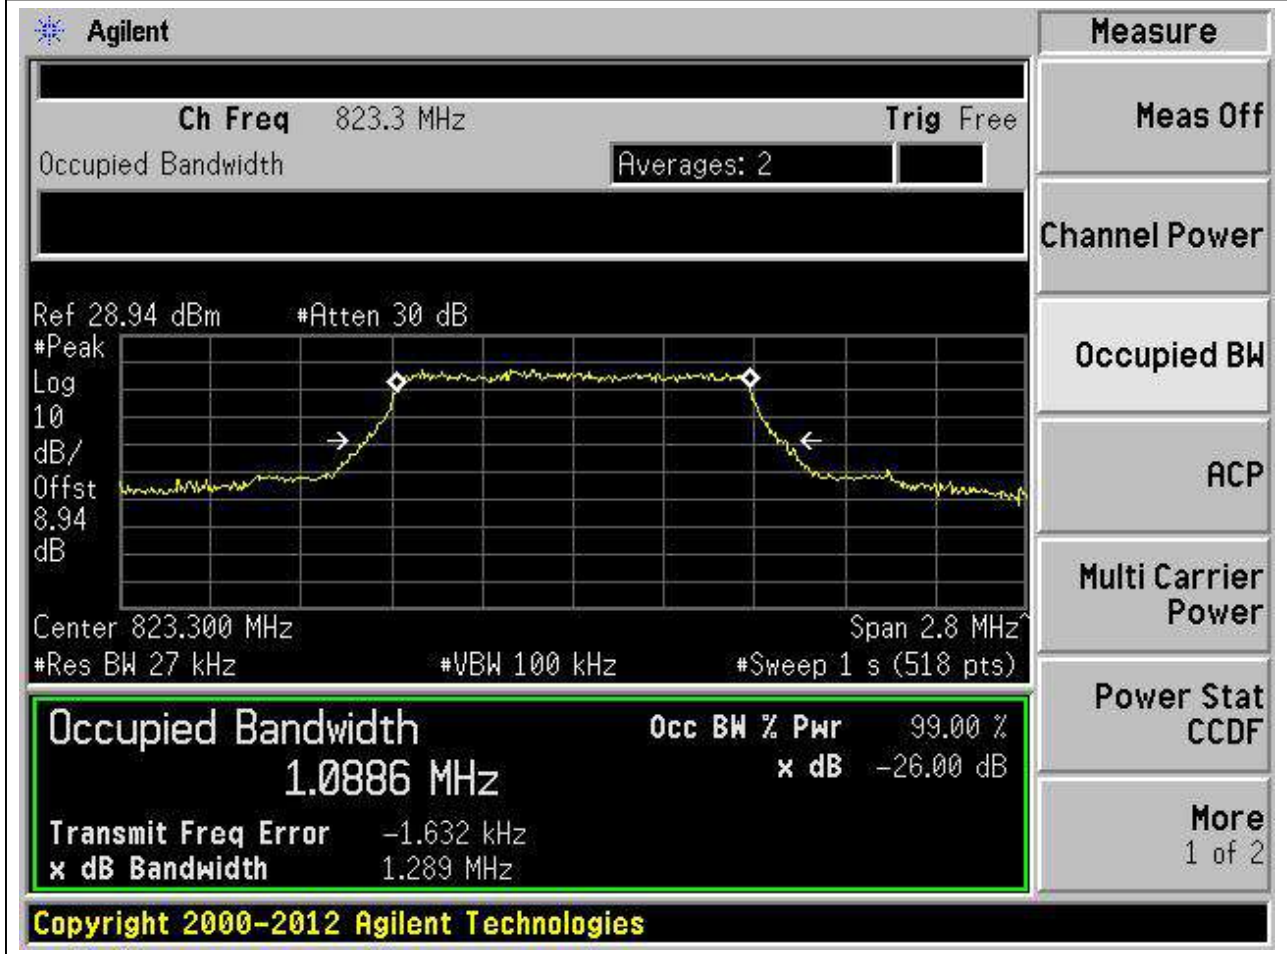 Agilent
Measure
Ch Freq 823.3 MHz Trig Free
Occupied Bandwidth Averages: 2
Meas Off
Channel Power
Ref 28.94 dBm #Atten 30 dB
#Peak
Log
10
dB/
Offst
8.94
dB
Occupied BW
ACP
Center 823.300 MHz Span 2.8 MHz^
#Res BW 27 kHz #VBW 100 kHz #Sweep 1 s (518 pts)
Multi Carrier
Power
Occupied Bandwidth Occ BW % Pwr 99.00 %
1.0886 MHz x dB -26.00 dB
Transmit Freq Error -1.632 kHz
x dB Bandwidth 1.289 MHz
Power Stat
CCDF
More
1 of 2
Copyright 2000-2012 Agilent Technologies